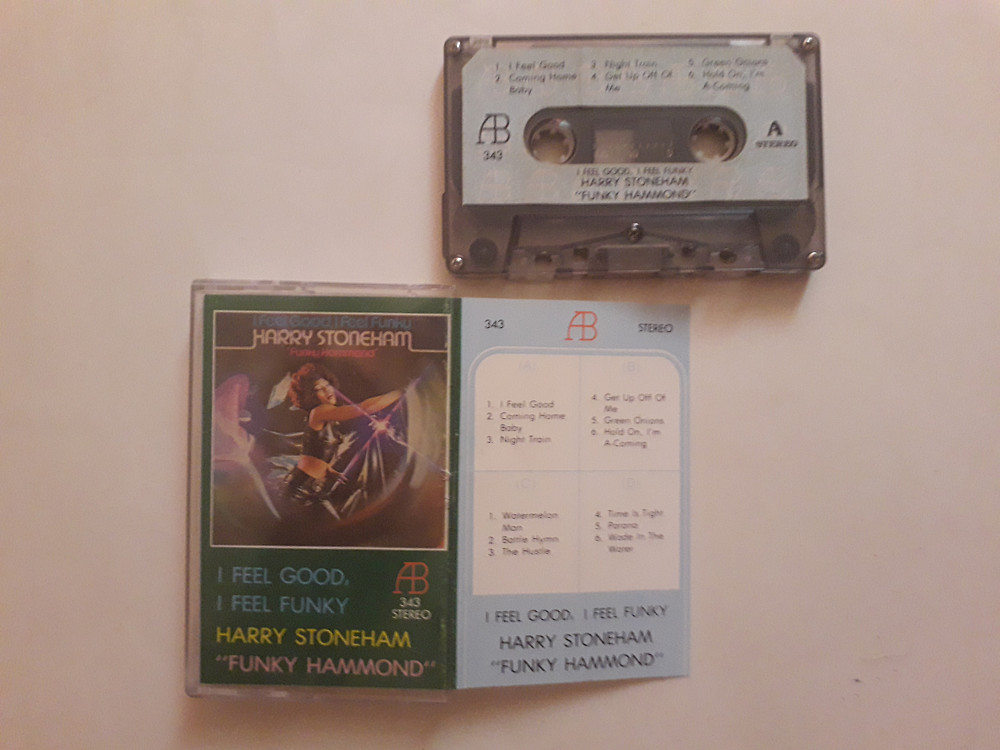 1. I Feel Good
2. Coming Home
Baby
3. Night Train
4. Get Up Off Of
Me
5. Green Onions
6. Hold On, I'm
A-Coming
AB
343
A
STEREO
I FEEL GOOD, I FEEL FUNKY
HARRY STONEHAM
"FUNKY HAMMOND"
I Feel Good, I Feel Funky
HARRY STONEHAM
"FUNKY HAMMOND"
I FEEL GOOD,
I FEEL FUNKY
AB
343
STEREO
HARRY STONEHAM
"FUNKY HAMMOND"
343
AB
STEREO
(A)
1. I Feel Good
2. Coming Home
Baby
3. Night Train
(B)
4. Get Up Off Of
Me
5. Green Onions
6. Hold On, I'm
A-Coming
(C)
1. Watermelon
Man
2. Battle Hymn
3. The Hustle
(D)
4. Time Is Tight
5. Parana
6. Wade In The
Water
I FEEL GOOD, I FEEL FUNKY
HARRY STONEHAM
"FUNKY HAMMOND"